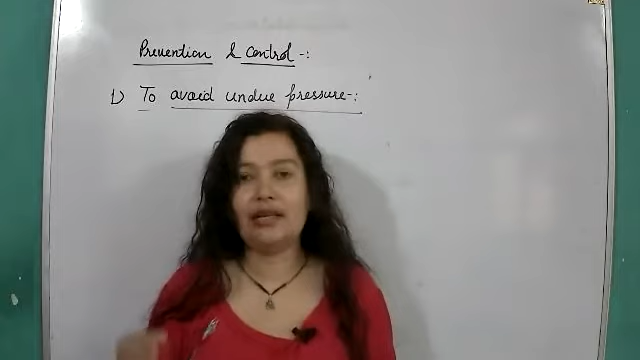 Prevention & Control -:
1) To avoid undue pressure -: